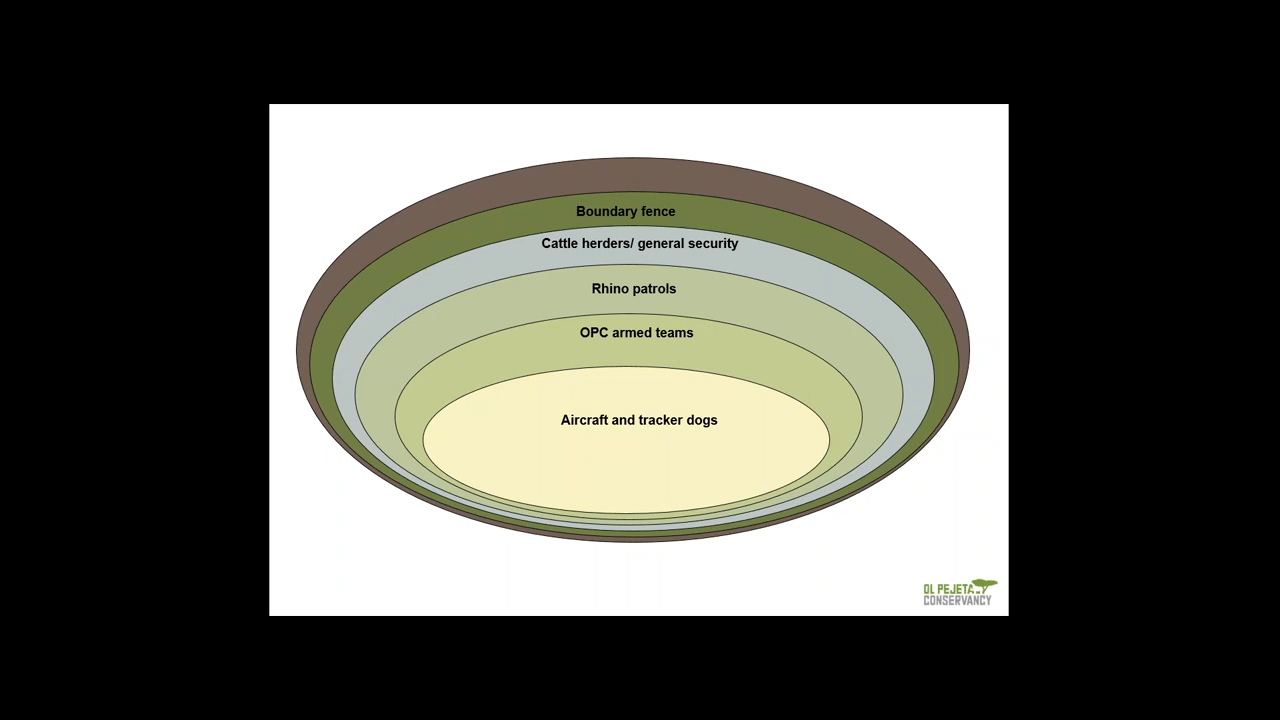 Boundary fence
Cattle herders/ general security
Rhino patrols
OPC armed teams
Aircraft and tracker dogs
OL PEJETA
CONSERVANCY